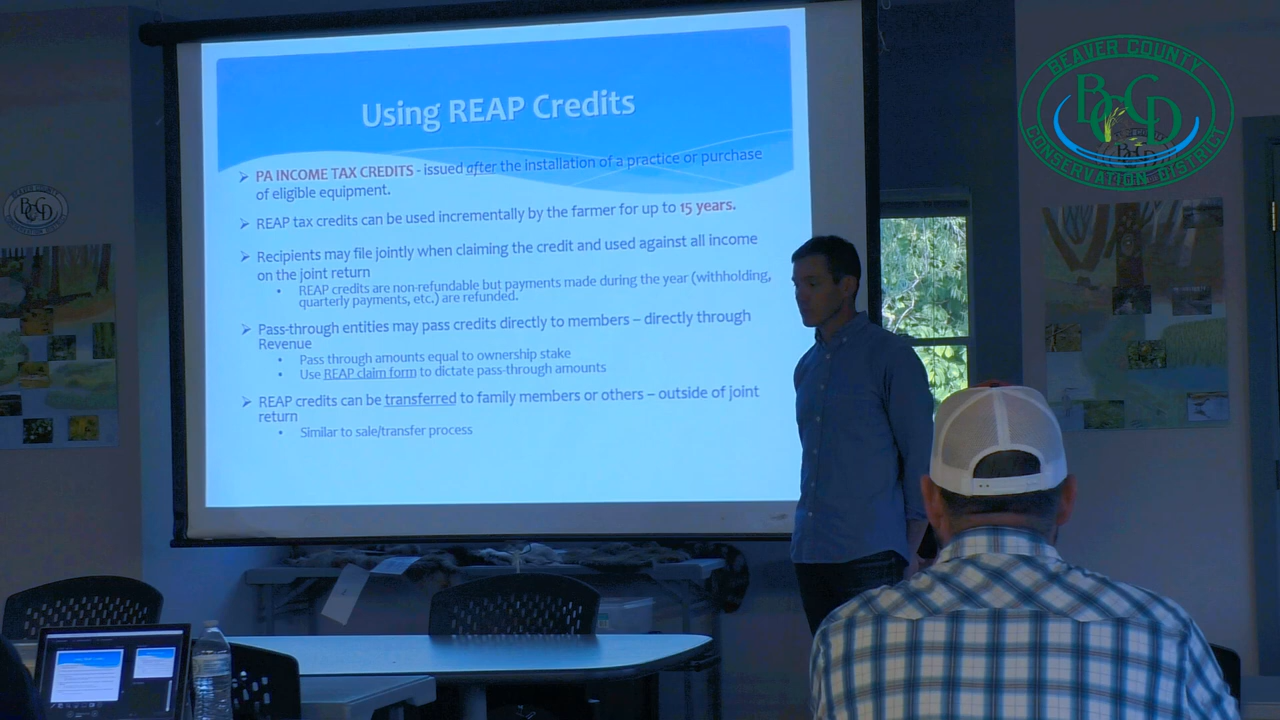 Using REAP Credits
PA INCOME TAX CREDITS - issued after the installation of a practice or purchase
of eligible equipment.
REAP tax credits can be used incrementally by the farmer for up to 15 years.
Recipients may file jointly when claiming the credit and used against all income
on the joint return
REAP credits are non-refundable but payments made during the year (withholding,
quarterly payments, etc.) are refunded.
Pass-through entities may pass credits directly to members – directly through
Revenue
Pass through amounts equal to ownership stake
Use REAP claim form to dictate pass-through amounts
REAP credits can be transferred to family members or others – outside of joint
return
Similar to sale/transfer process
BEAVER COUNTY
BCCD
CONSERVATION DISTRICT
BEAVER COUNTY
BCCD